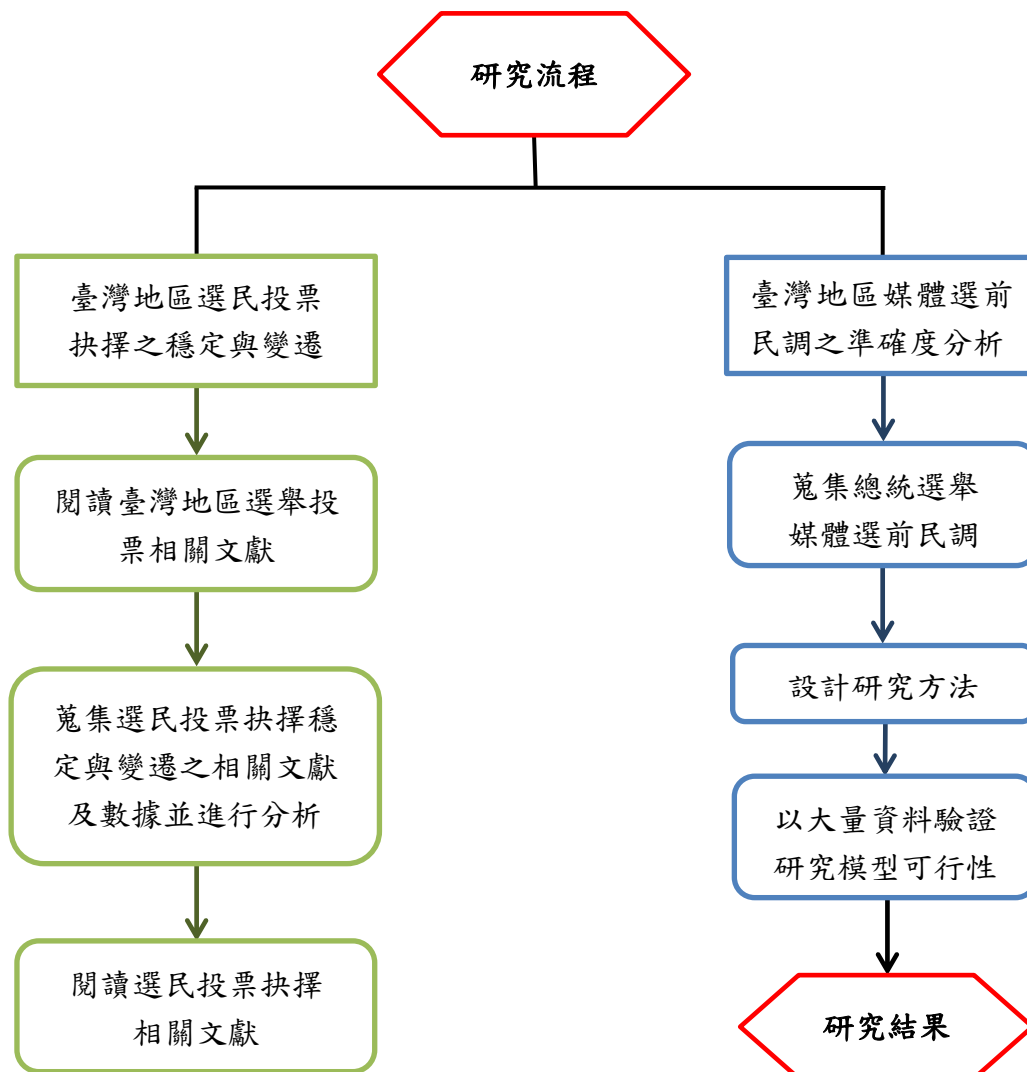 研究流程
臺灣地區選民投票
抉擇之穩定與變遷
閱讀臺灣地區選舉投
票相關文獻
蒐集選民投票抉擇穩
定與變遷之相關文獻
及數據並進行分析
閱讀選民投票抉擇
相關文獻
臺灣地區媒體選前
民調之準確度分析
蒐集總統選舉
媒體選前民調
設計研究方法
以大量資料驗證
研究模型可行性
研究結果